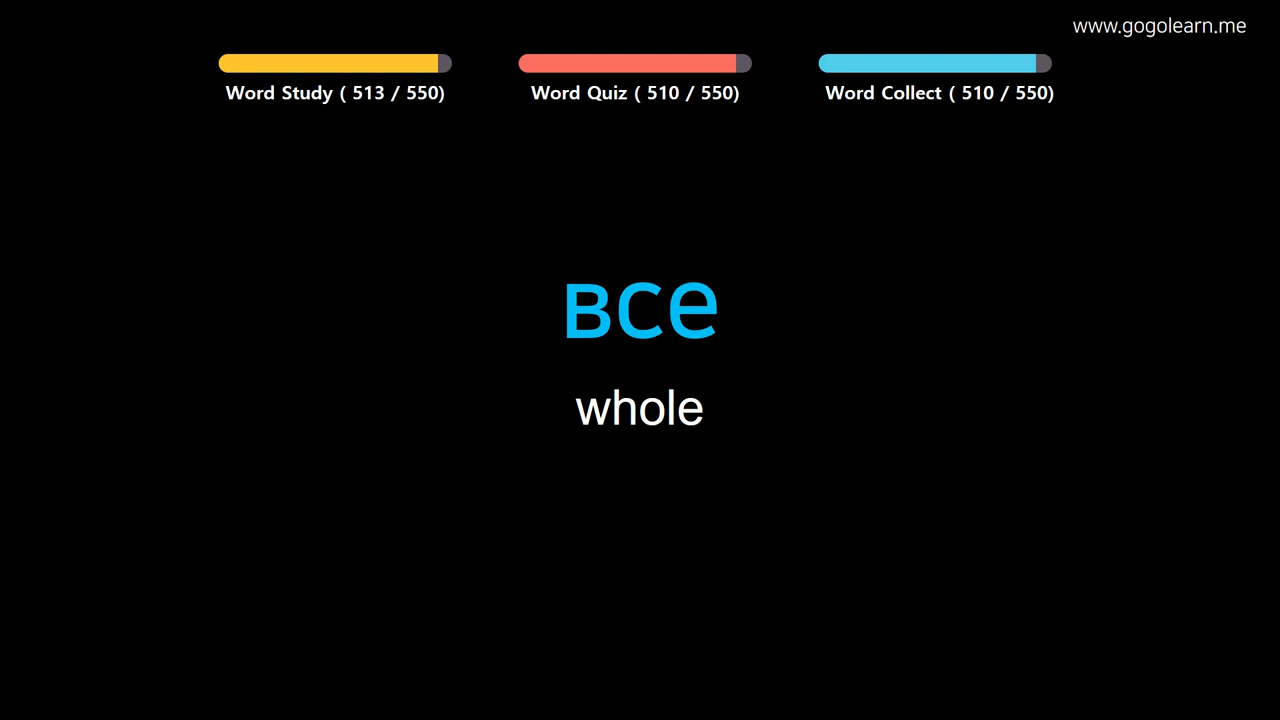 www.gogolearn.me
Word Study ( 513 / 550)
Word Quiz ( 510 / 550)
Word Collect ( 510 / 550)
все
whole